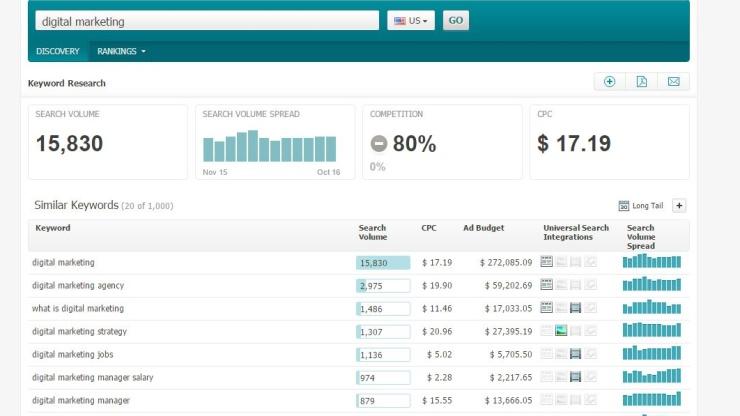 digital marketing
US
GO
DISCOVERY RANKINGS
Keyword Research
SEARCH VOLUME
15,830
SEARCH VOLUME SPREAD
Nov 15 Oct 16
COMPETITION
80%
0%
CPC
$ 17.19
Similar Keywords (20 of 1,000)
Long Tail +
Keyword Search Volume CPC Ad Budget Universal Search Integrations Search Volume Spread
digital marketing 15,830 $ 17.19 $ 272,085.09
digital marketing agency 2,975 $ 19.90 $ 59,202.69
what is digital marketing 1,486 $ 11.46 $ 17,033.05
digital marketing strategy 1,307 $ 20.96 $ 27,395.19
digital marketing jobs 1,136 $ 5.02 $ 5,705.50
digital marketing manager salary 974 $ 2.28 $ 2,217.65
digital marketing manager 879 $ 15.55 $ 13,666.05